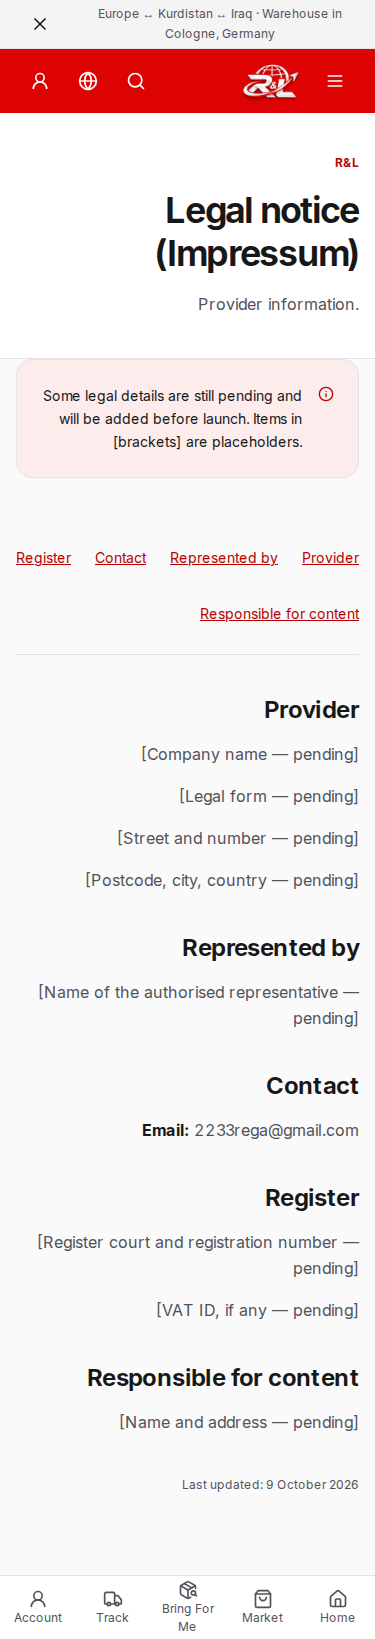 Europe ↔ Kurdistan ↔ Iraq · Warehouse in
Cologne, Germany
R&L
R&L
Legal notice
(Impressum)
Provider information.
Some legal details are still pending and
will be added before launch. Items in
[brackets] are placeholders.
Provider
Represented by
Contact
Register
Responsible for content
Provider
[Company name — pending]
[Legal form — pending]
[Street and number — pending]
[Postcode, city, country — pending]
Represented by
[Name of the authorised representative —
pending]
Contact
Email: 2233rega@gmail.com
Register
[Register court and registration number —
pending]
[VAT ID, if any — pending]
Responsible for content
[Name and address — pending]
Last updated: 9 October 2026
Account
Track
Bring For
Me
Market
Home